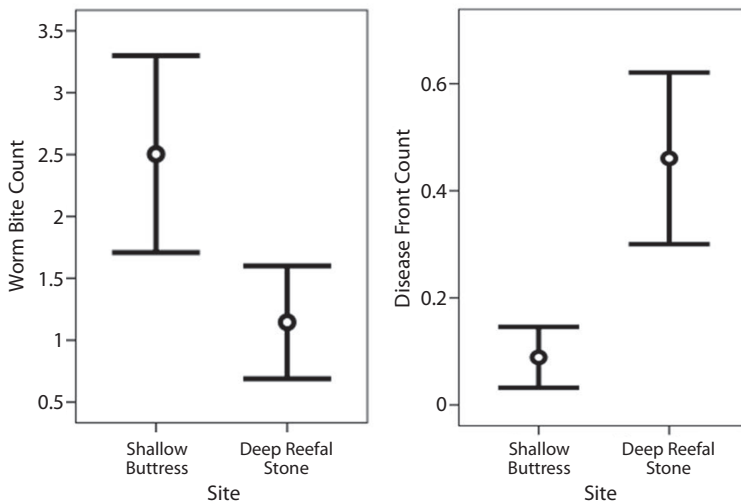 Worm Bite Count
3.5
3
2.5
2
1.5
1
0.5
Shallow
Buttress
Deep Reefal
Stone
Site
Disease Front Count
0.6
0.4
0.2
0
Shallow
Buttress
Deep Reefal
Stone
Site